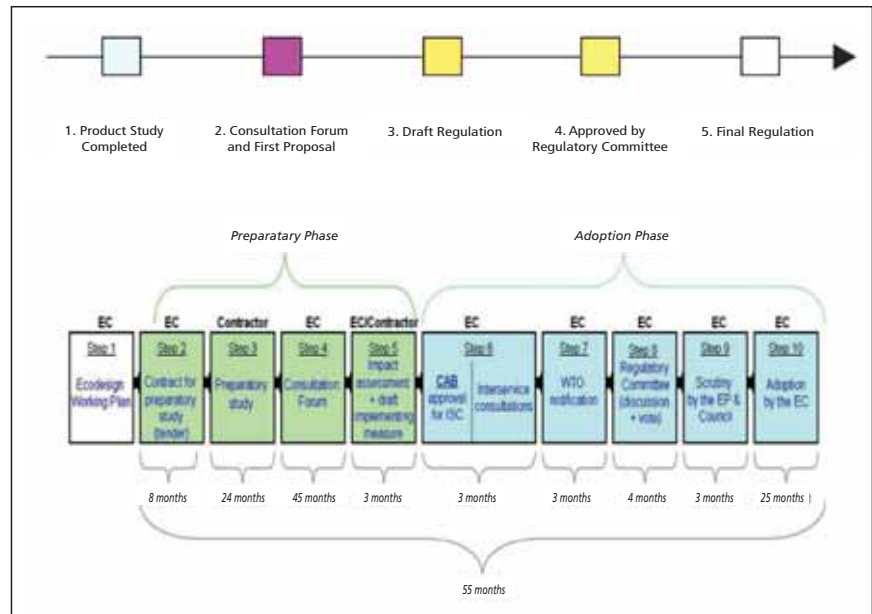 1. Product Study
Completed
2. Consultation Forum
and First Proposal
3. Draft Regulation
4. Approved by
Regulatory Committee
5. Final Regulation
Preparatary Phase
Adoption Phase
EC
Step 1
Ecodesign
Working Plan
EC
Step 2
Contract for
preparatory
study
(tender)
Contractor
Step 3
Preparatory
study
EC
Step 4
Consultation
Forum
EC/Contractor
Step 5
Impact
assessment
+ draft
implementing
measure
EC
Step 6
CAB
approval
for ISC
Interservice
consultations
EC
Step 7
WTO
notification
EC
Step 8
Regulatory
Committee
(discussion
+ vote)
EC
Step 9
Scrutiny
by the EP &
Council
EC
Step 10
Adoption
by the EC
8 months
24 months
45 months
3 months
3 months
3 months
4 months
3 months
25 months
55 months